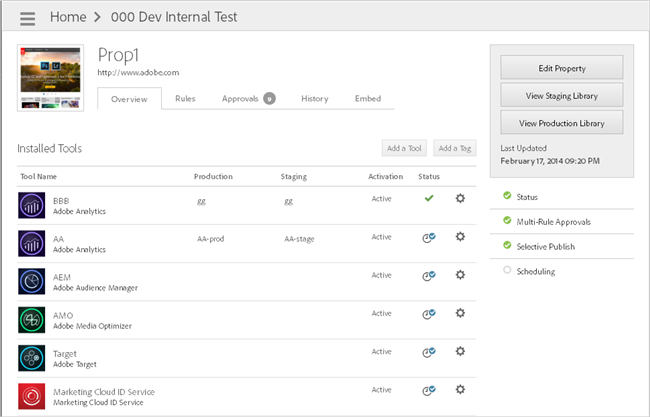 Home > 000 Dev Internal Test
Prop1
http://www.adobe.com
Overview Rules Approvals 9 History Embed
Edit Property
View Staging Library
View Production Library
Last Updated
February 17, 2014 09:20 PM
Installed Tools Add a Tool Add a Tag
Tool Name Production Staging Activation Status
BBB gg gg Active
Adobe Analytics
AA AA-prod AA-stage Active
Adobe Analytics
AEM Active
Adobe Audience Manager
AMO Active
Adobe Media Optimizer
Target Active
Adobe Target
Marketing Cloud ID Service Active
Marketing Cloud ID Service
Status
Multi-Rule Approvals
Selective Publish
Scheduling